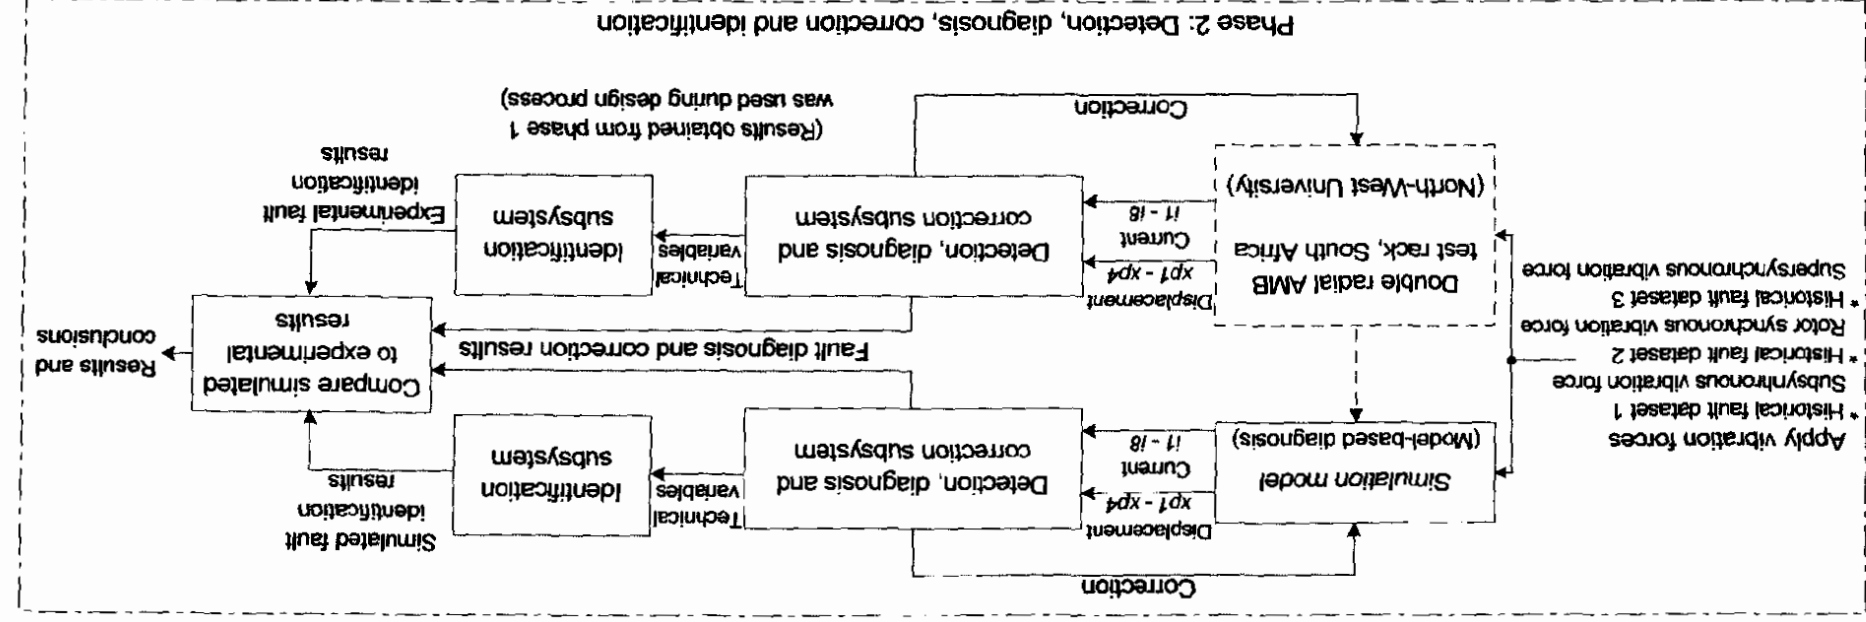 Correction
Apply vibration forces
* Historical fault dataset 1
Subsynhronous vibration force
* Historical fault dataset 2
Rotor synchronous vibration force
* Historical fault dataset 3
Supersynchronous vibration force
Simulation model
(Model-based diagnosis)
Displacement
xp1 - xp4
Current
i1 - i8
Detection, diagnosis and
correction subsystem
Technical
variables
Identification
subsystem
Simulated fault
identification
results
Fault diagnosis and correction results
Compare simulated
to experimental
results
Results and
conclusions
Double radial AMB
test rack, South Africa
(North-West University)
Displacement
xp1 - xp4
Current
i1 - i8
Detection, diagnosis and
correction subsystem
Technical
variables
Identification
subsystem
Experimental fault
identification
results
Correction
(Results obtained from phase 1
was used during design process)
Phase 2: Detection, diagnosis, correction and identification